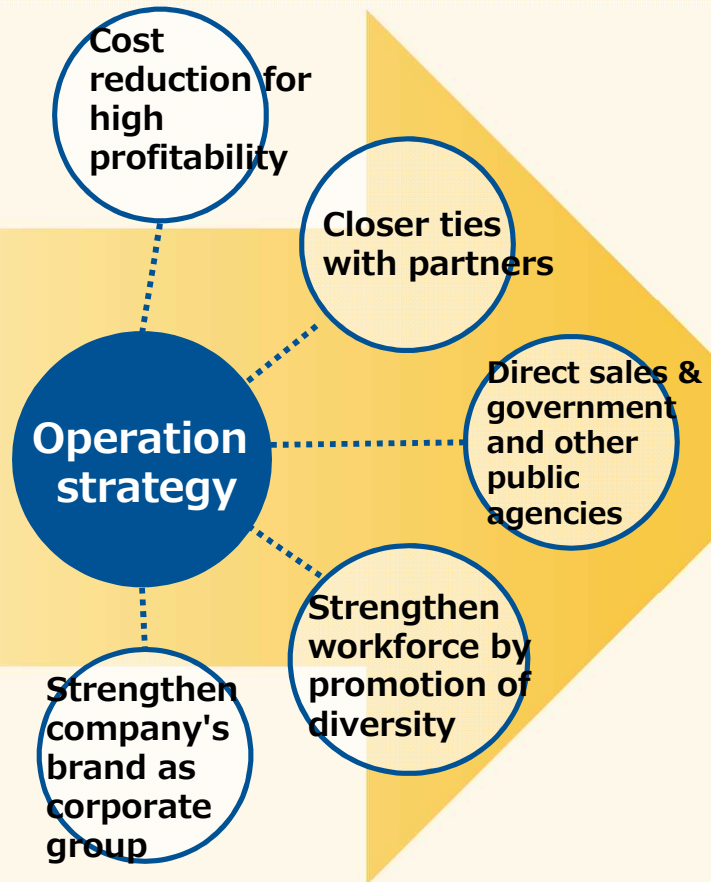 Cost
reduction for
high
profitability
Closer ties
with partners
Direct sales &
government
and other
public
agencies
Operation
strategy
Strengthen
workforce by
promotion of
diversity
Strengthen
company's
brand as
corporate
group